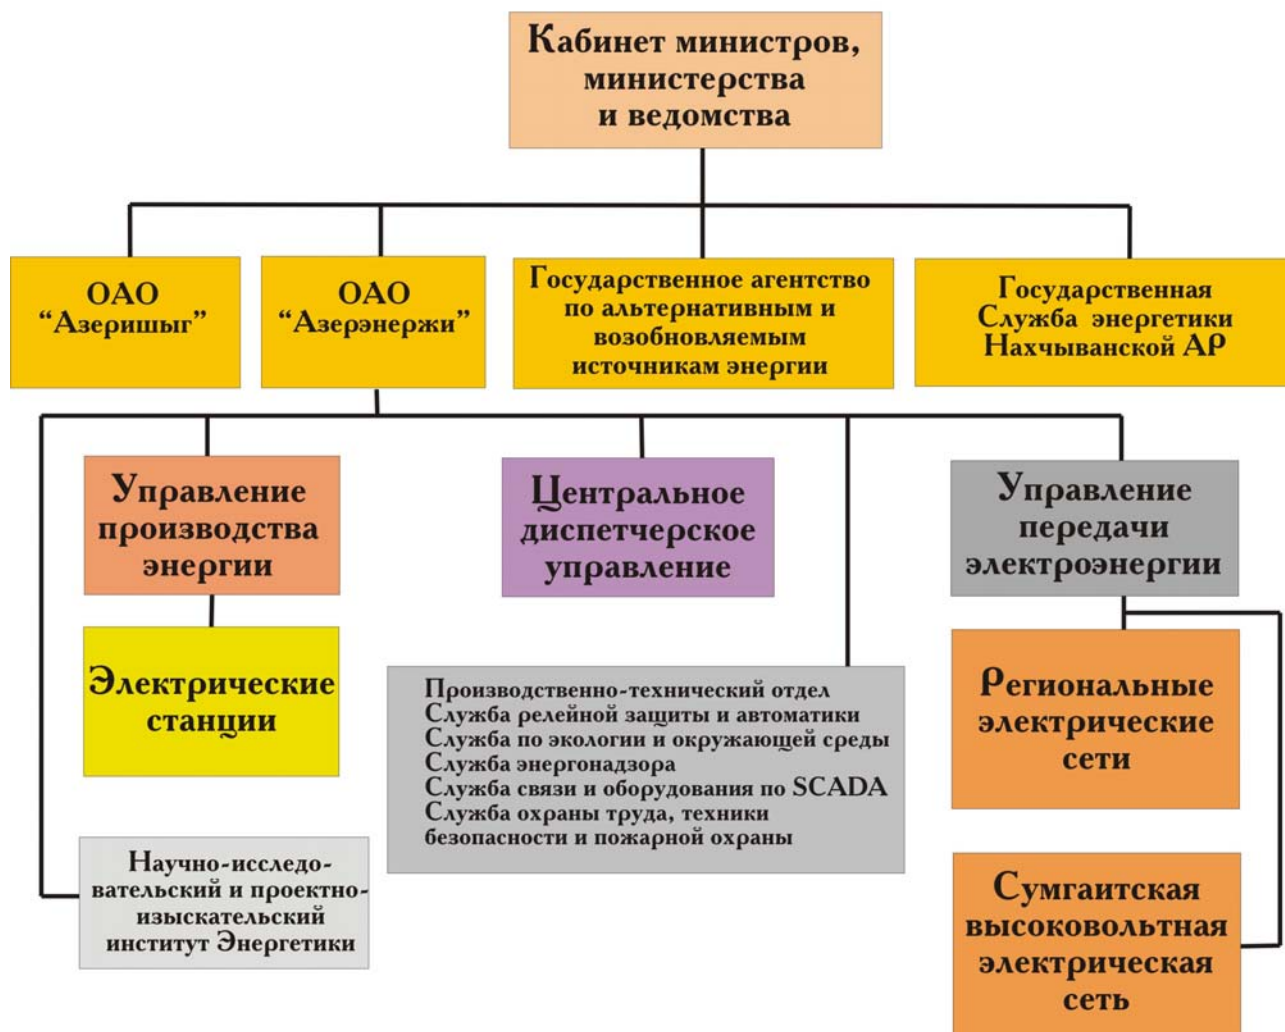 Кабинет министров,
министерства
и ведомства
ОАО
“Азеришыг”
ОАО
“Азерэнержи”
Государственное агентство
по альтернативным и
возобновляемым
источникам энергии
Государственная
Служба энергетики
Нахчыванской АР
Управление
производства
энергии
Центральное
диспетчерское
управление
Управление
передачи
электроэнергии
Электрические
станции
Производственно-технический отдел
Служба релейной защиты и автоматики
Служба по экологии и окружающей среды
Служба энергонадзора
Служба связи и оборудования по SCADA
Служба охраны труда, техники
безопасности и пожарной охраны
Региональные
электрические
сети
Научно-исследо-
вательский и проектно-
изыскательский
институт Энергетики
Сумгаитская
высоковольтная
электрическая
сеть